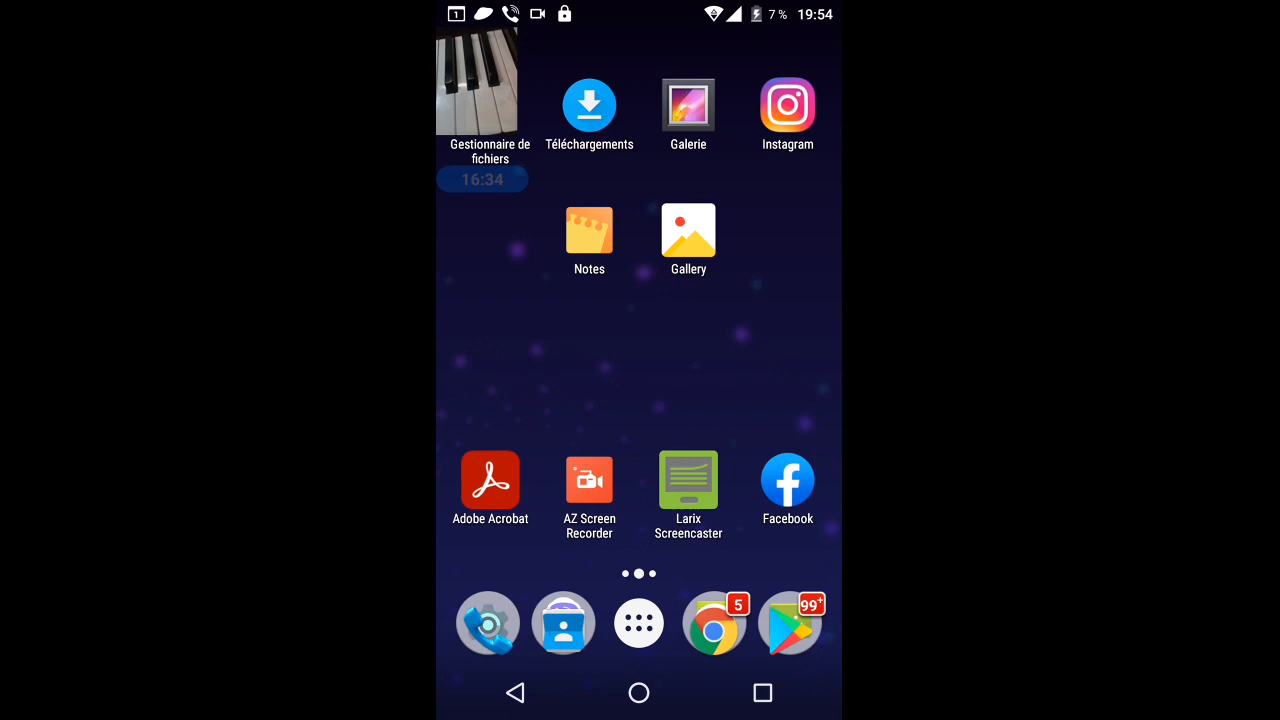 1
7 %
19:54
Gestionnaire de
fichiers
Téléchargements
Galerie
Instagram
16:34
Notes
Gallery
Adobe Acrobat
AZ Screen
Recorder
Larix
Screencaster
Facebook
5
99+